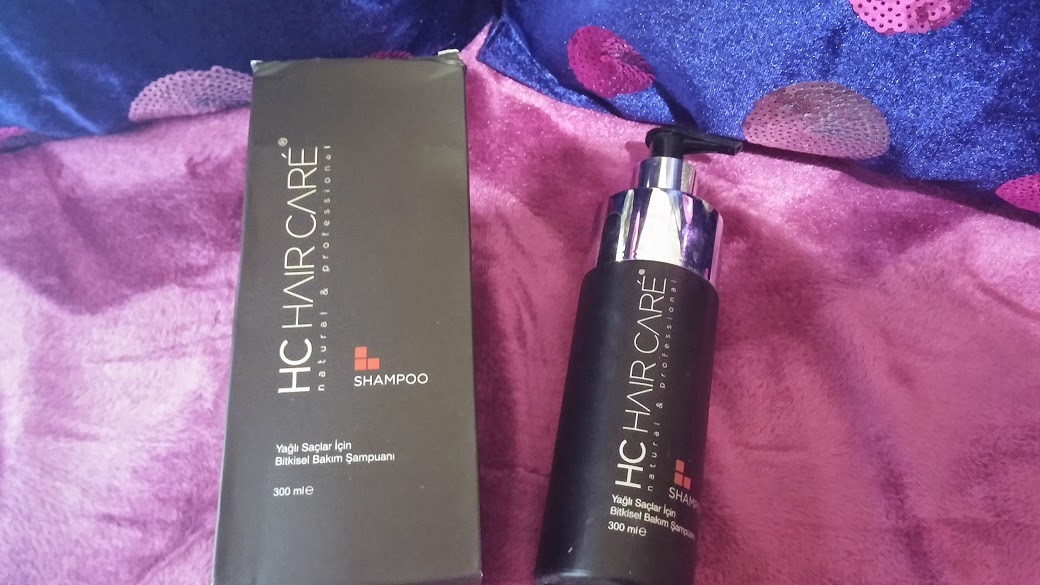 HC HAIR CARÉ®
natural & professional
SHAMPOO
Yağlı Saçlar İçin
Bitkisel Bakım Şampuanı
300 ml℮
HC HAIR CARÉ®
natural & professional
SHAMPOO
Yağlı Saçlar İçin
Bitkisel Bakım Şampuanı
300 ml℮